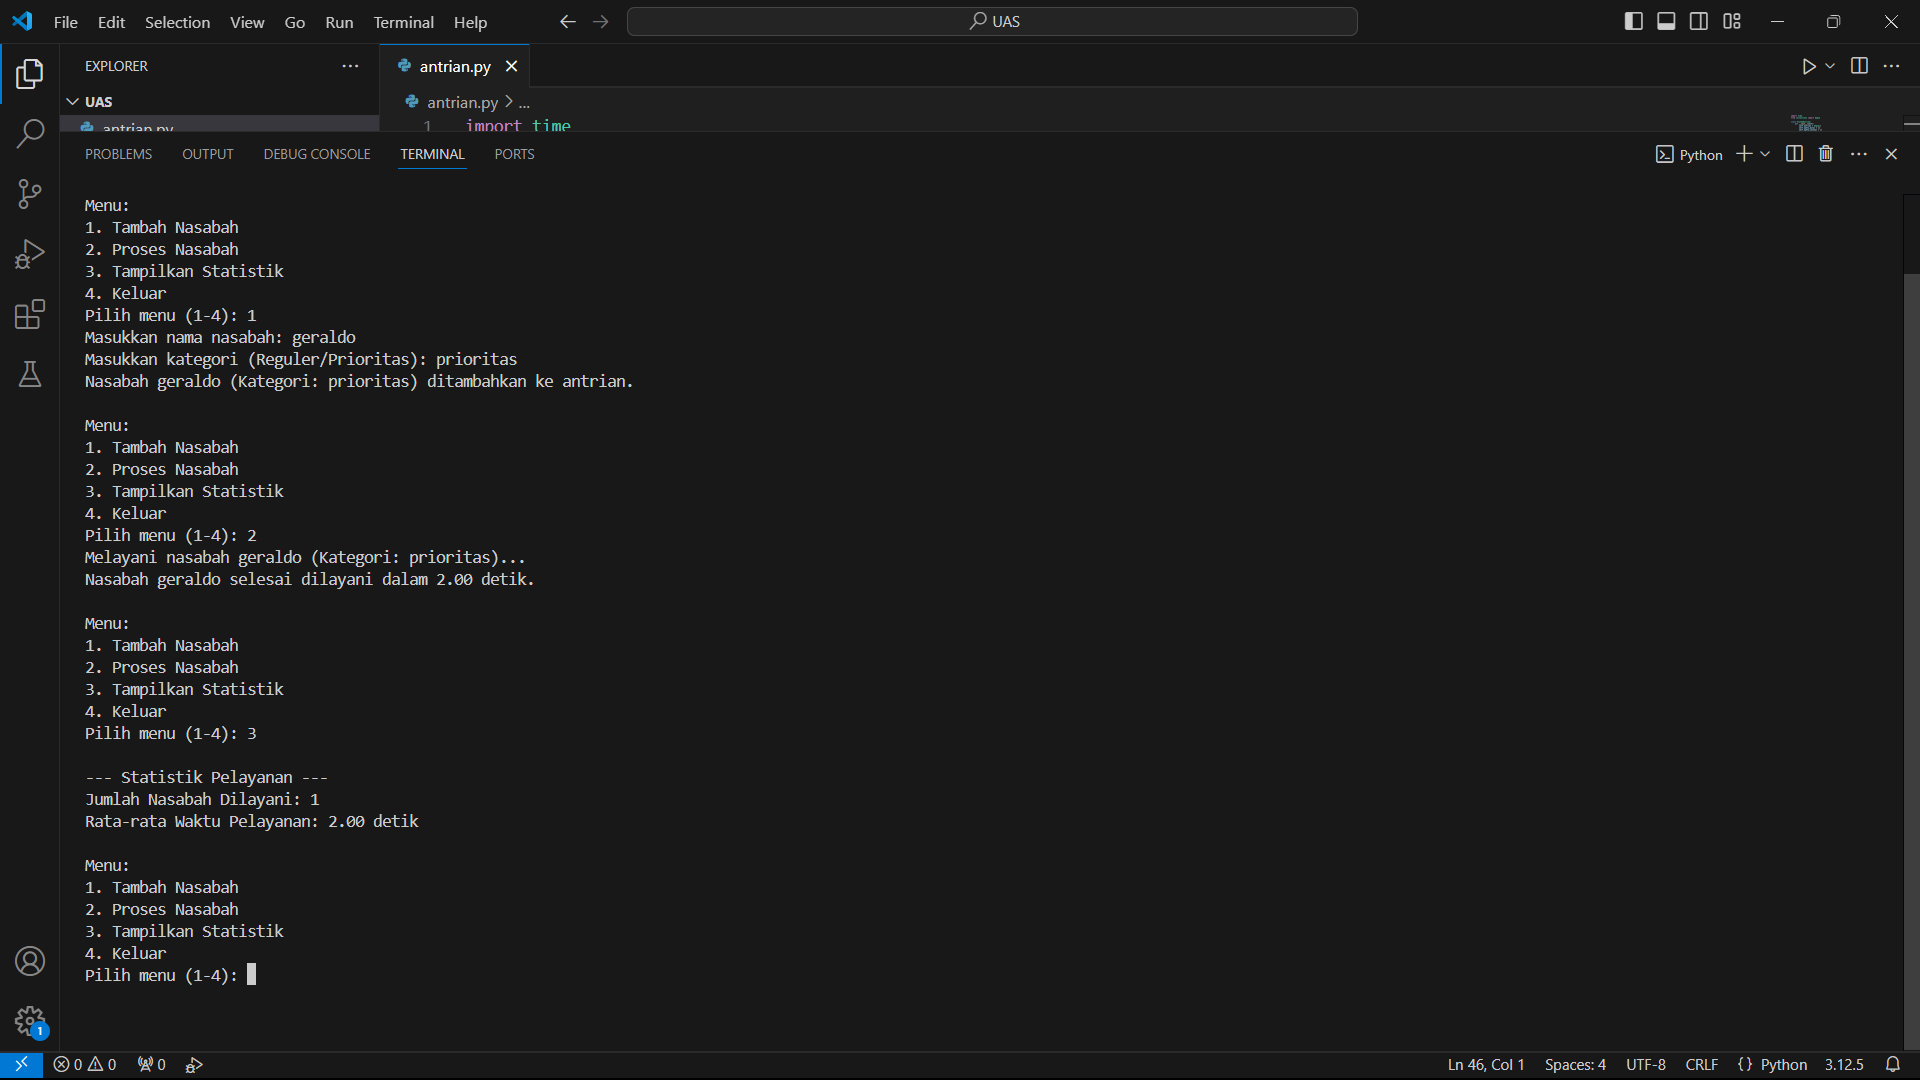 File Edit Selection View Go Run Terminal Help
UAS
EXPLORER
antrian.py
UAS
antrian.py > ...
antrian.py
1 import time
PROBLEMS OUTPUT DEBUG CONSOLE TERMINAL PORTS
Python
Menu:
1. Tambah Nasabah
2. Proses Nasabah
3. Tampilkan Statistik
4. Keluar
Pilih menu (1-4): 1
Masukkan nama nasabah: geraldo
Masukkan kategori (Reguler/Prioritas): prioritas
Nasabah geraldo (Kategori: prioritas) ditambahkan ke antrian.
Menu:
1. Tambah Nasabah
2. Proses Nasabah
3. Tampilkan Statistik
4. Keluar
Pilih menu (1-4): 2
Melayani nasabah geraldo (Kategori: prioritas)...
Nasabah geraldo selesai dilayani dalam 2.00 detik.
Menu:
1. Tambah Nasabah
2. Proses Nasabah
3. Tampilkan Statistik
4. Keluar
Pilih menu (1-4): 3
--- Statistik Pelayanan ---
Jumlah Nasabah Dilayani: 1
Rata-rata Waktu Pelayanan: 2.00 detik
Menu:
1. Tambah Nasabah
2. Proses Nasabah
3. Tampilkan Statistik
4. Keluar
Pilih menu (1-4):
1
0 0 0
Ln 46, Col 1 Spaces: 4 UTF-8 CRLF {} Python 3.12.5